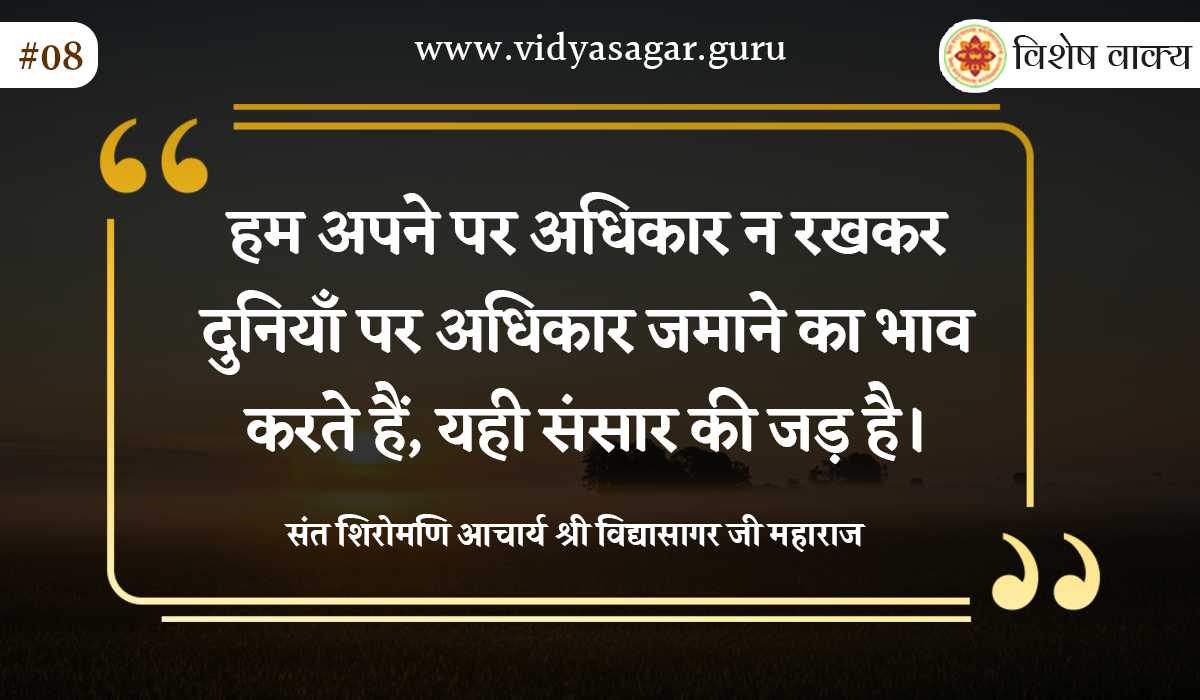 #08
www.vidyasagar.guru
विशेष वाक्य
हम अपने पर अधिकार न रखकर
दुनियाँ पर अधिकार जमाने का भाव
करते हैं, यही संसार की जड़ है।
संत शिरोमणि आचार्य श्री विद्यासागर जी महाराज